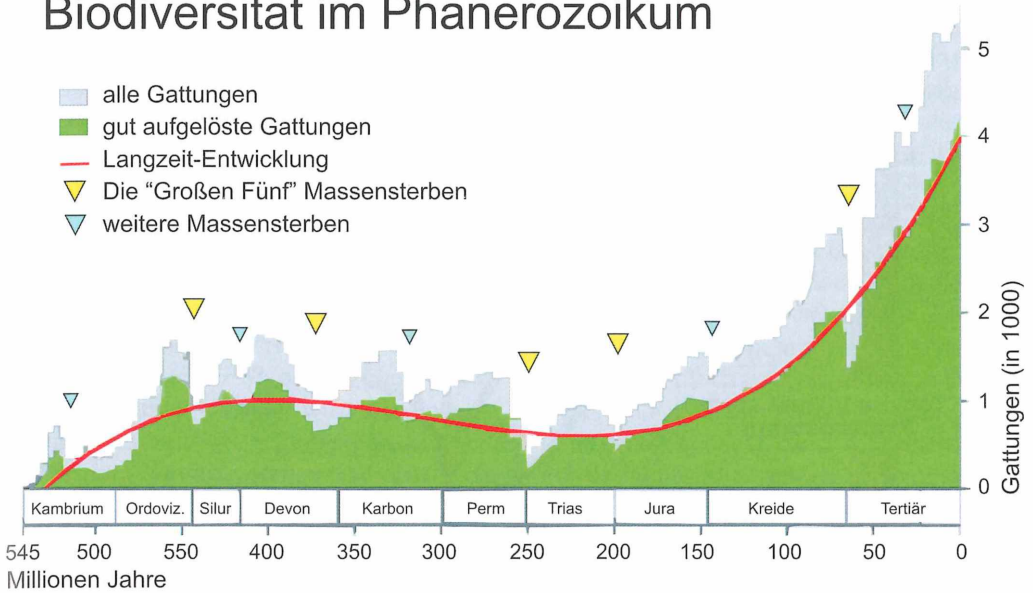 Biodiversität im Phanerozoikum
alle Gattungen
gut aufgelöste Gattungen
Langzeit-Entwicklung
Die “Großen Fünf” Massensterben
weitere Massensterben
5
4
3
2
1
0
Gattungen (in 1000)
Kambrium Ordoviz. Silur Devon Karbon Perm Trias Jura Kreide Tertiär
545 500 550 400 350 300 250 200 150 100 50 0
Millionen Jahre